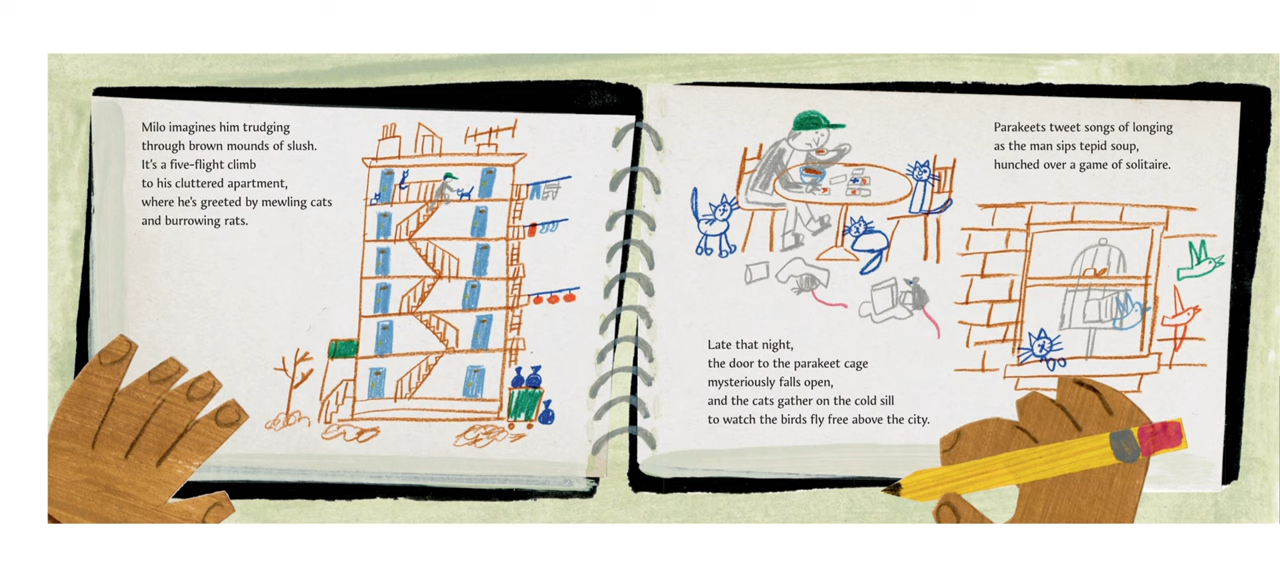 Milo imagines him trudging
through brown mounds of slush.
It's a five-flight climb
to his cluttered apartment,
where he's greeted by mewling cats
and burrowing rats.
Parakeets tweet songs of longing
as the man sips tepid soup,
hunched over a game of solitaire.
Late that night,
the door to the parakeet cage
mysteriously falls open,
and the cats gather on the cold sill
to watch the birds fly free above the city.